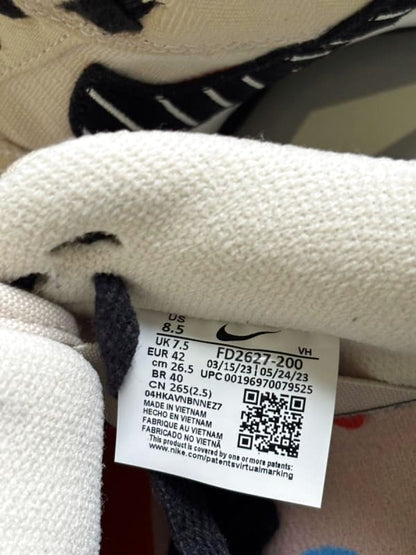 US
8.5
UK 7.5
EUR 42
cm 26.5
BR 40
CN 265(2.5)
VH
FD2627-200
03/15/23 05/24/23
UPC 00196970079525
04HKAVNBNNEZ7
MADE IN VIETNAM
HECHO EN VIETNAM
FABRIQUE AU VIETNAM
FABRICADO NO VIETNÃ
This product is covered by one or more patents:
www.nike.com/patentsvirtualmarking